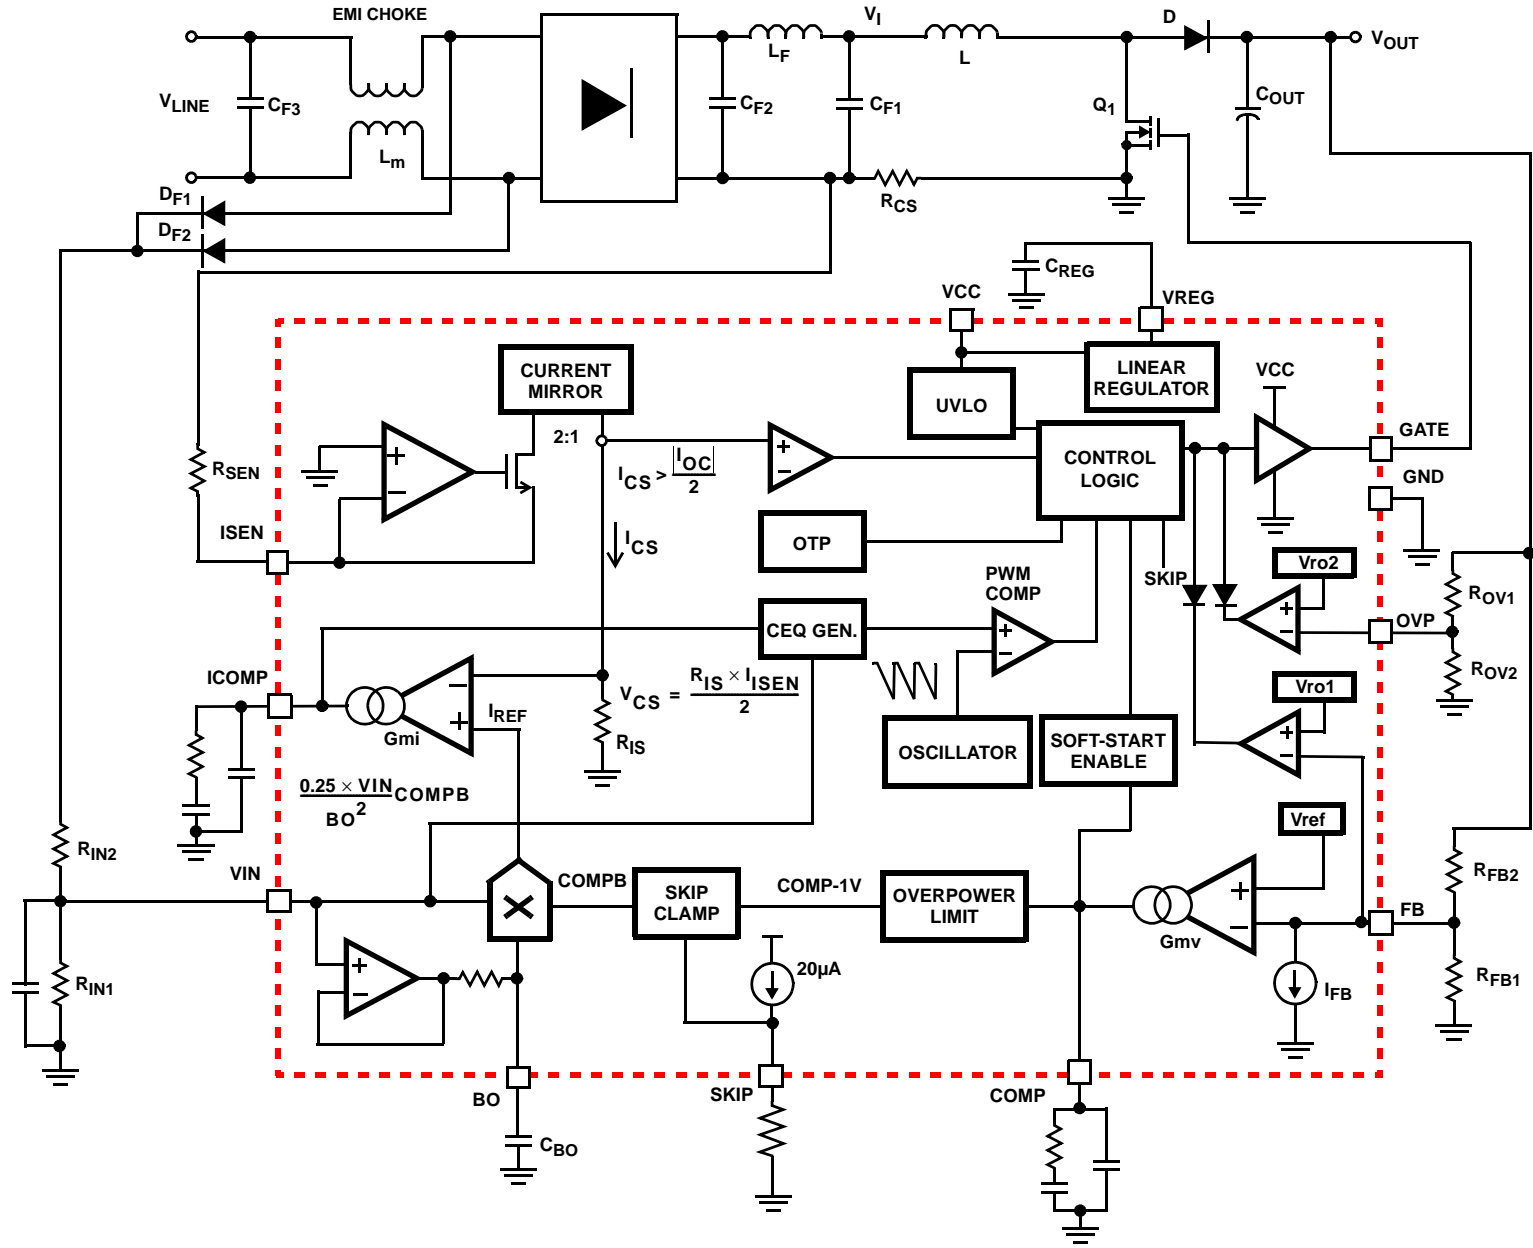 EMI CHOKE
VI
D
LF
L
VOUT
VLINE
CF3
CF2
CF1
Q1
COUT
Lm
RCS
DF1
DF2
CREG
VCC
VREG
CURRENT
MIRROR
LINEAR
REGULATOR
VCC
UVLO
2:1
GATE
RSEN
ICS > |IOC|
2
CONTROL
LOGIC
GND
ISEN
ICS
OTP
SKIP
Vro2
PWM
COMP
ROV1
CEQ GEN.
OVP
ICOMP
VCS = RIS × IISEN
2
ROV2
Vro1
IREF
Gmi
RIS
OSCILLATOR
SOFT-START
ENABLE
0.25 × VIN
COMPB
BO2
Vref
RIN2
VIN
COMPB
SKIP
CLAMP
COMP-1V
OVERPOWER
LIMIT
RFB2
FB
Gmv
20µA
RIN1
IFB
RFB1
BO
SKIP
COMP
CBO